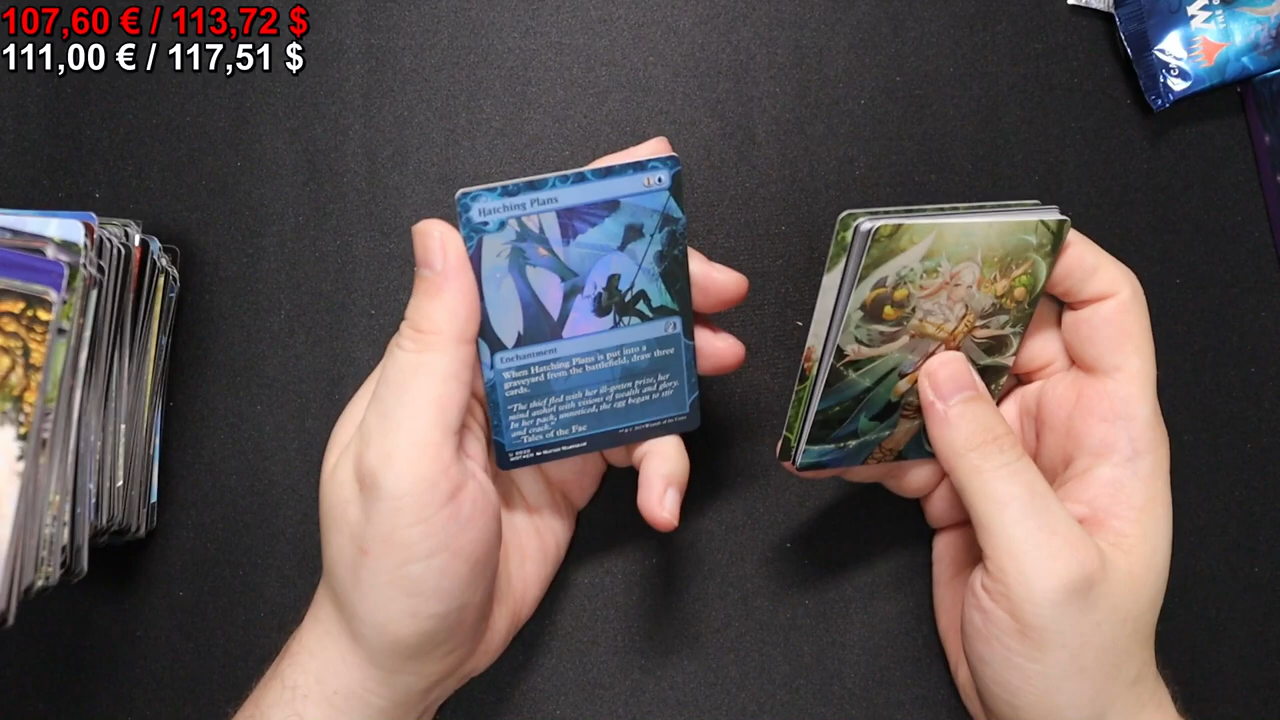 107,60 € / 113,72 $
111,00 € / 117,51 $
Hatching Plans
1
Enchantment
When Hatching Plans is put into a
graveyard from the battlefield, draw three
cards.
"The thief fled with her ill-gotten prize, her
mind awhirl with visions of wealth and glory.
In her pack, unnoticed, the egg began to stir
and crack."
—Tales of the Fae